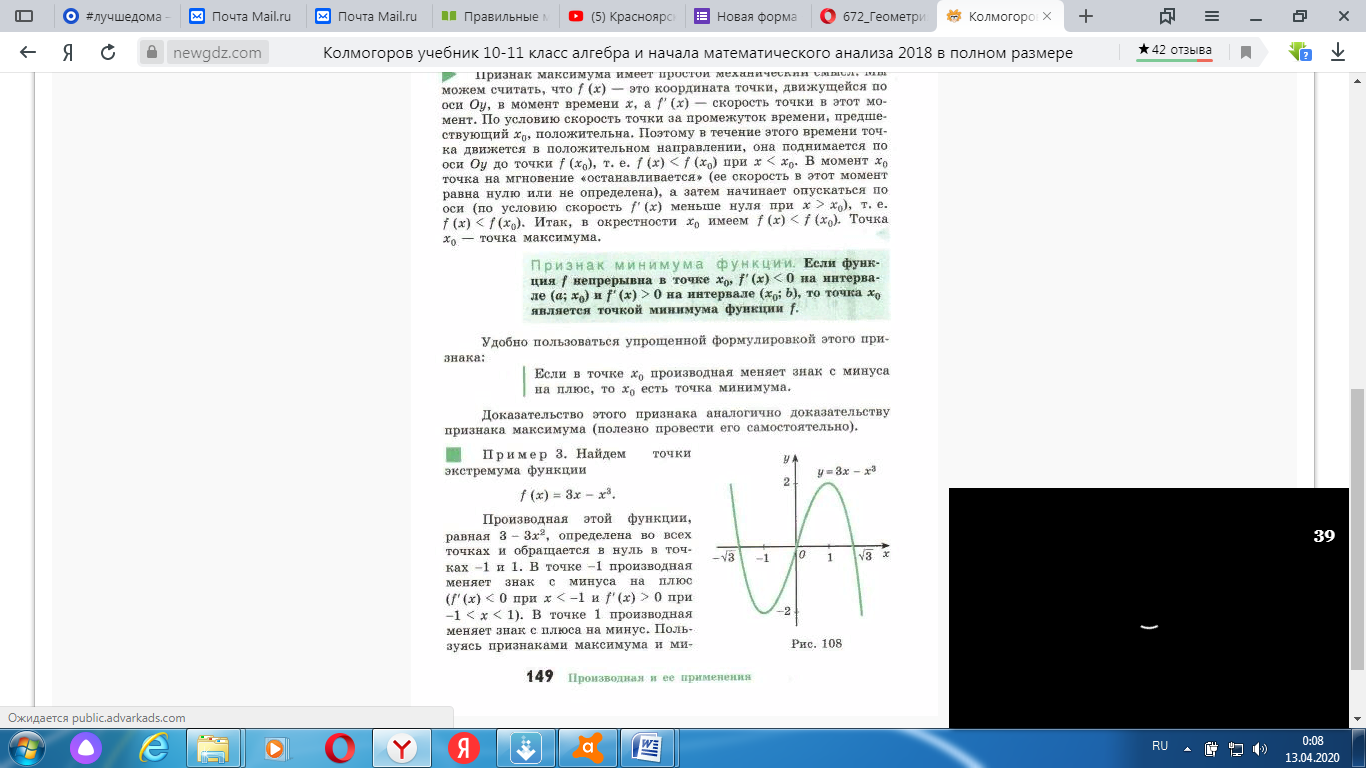 #лучшедома –
Почта Mail.ru
Почта Mail.ru
Правильные м
(5) Красноярск
Новая форма
672_Геометри
Колмогоров
newgdz.com
Колмогоров учебник 10-11 класс алгебра и начала математического анализа 2018 в полном размере
★42 отзыва
Признак максимума имеет простой механический смысл. Мы
можем считать, что f (x) — это координата точки, движущейся по
оси Oy, в момент времени x, а f′ (x) — скорость точки в этот мо-
мент. По условию скорость точки за промежуток времени, предше-
ствующий x₀, положительна. Поэтому в течение этого времени точ-
ка движется в положительном направлении, она поднимается по
оси Oy до точки f (x₀), т. е. f (x) < f (x₀) при x < x₀. В момент x₀
точка на мгновение «останавливается» (ее скорость в этот момент
равна нулю или не определена), а затем начинает опускаться по
оси (по условию скорость f′ (x) меньше нуля при x > x₀), т. е.
f (x) < f (x₀). Итак, в окрестности x₀ имеем f (x) < f (x₀). Точка
x₀ — точка максимума.
Признак минимума функции. Если функ-
ция f непрерывна в точке x₀, f′ (x) < 0 на интерва-
ле (a; x₀) и f′ (x) > 0 на интервале (x₀; b), то точка x₀
является точкой минимума функции f.
Удобно пользоваться упрощенной формулировкой этого при-
знака:
Если в точке x₀ производная меняет знак с минуса
на плюс, то x₀ есть точка минимума.
Доказательство этого признака аналогично доказательству
признака максимума (полезно провести его самостоятельно).
Пример 3. Найдем точки
экстремума функции
f (x) = 3x – x³.
Производная этой функции,
равная 3 – 3x², определена во всех
точках и обращается в нуль в точ-
ках –1 и 1. В точке –1 производная
меняет знак с минуса на плюс
(f′ (x) < 0 при x < –1 и f′ (x) > 0 при
–1 < x < 1). В точке 1 производная
меняет знак с плюса на минус. Поль-
зуясь признаками максимума и ми-
y
y = 3x – x³
2
–√3
–1
O
1
√3
x
–2
Рис. 108
149 Производная и ее применения
39
Ожидается public.advarkads.com
RU
0:08
13.04.2020